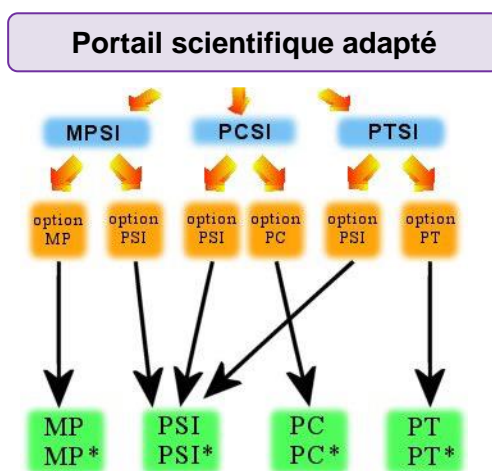 Portail scientifique adapté
MPSI PCSI PTSI
option option option option option option
MP PSI PSI PC PSI PT
MP PSI PC PT
MP* PSI* PC* PT*